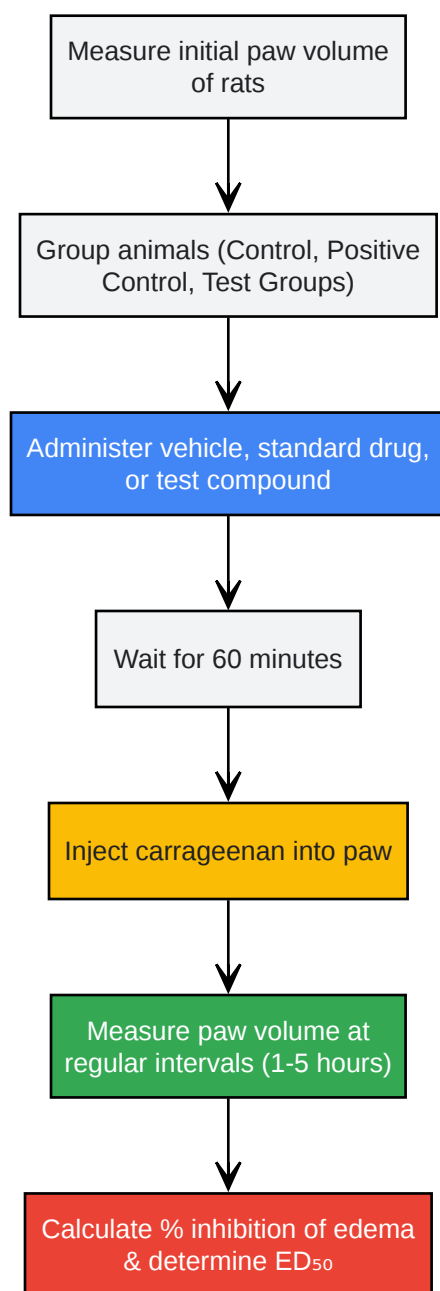 Measure initial paw volume
of rats
Group animals (Control, Positive
Control, Test Groups)
Administer vehicle, standard drug,
or test compound
Wait for 60 minutes
Inject carrageenan into paw
Measure paw volume at
regular intervals (1-5 hours)
Calculate % inhibition of edema
& determine ED₅₀